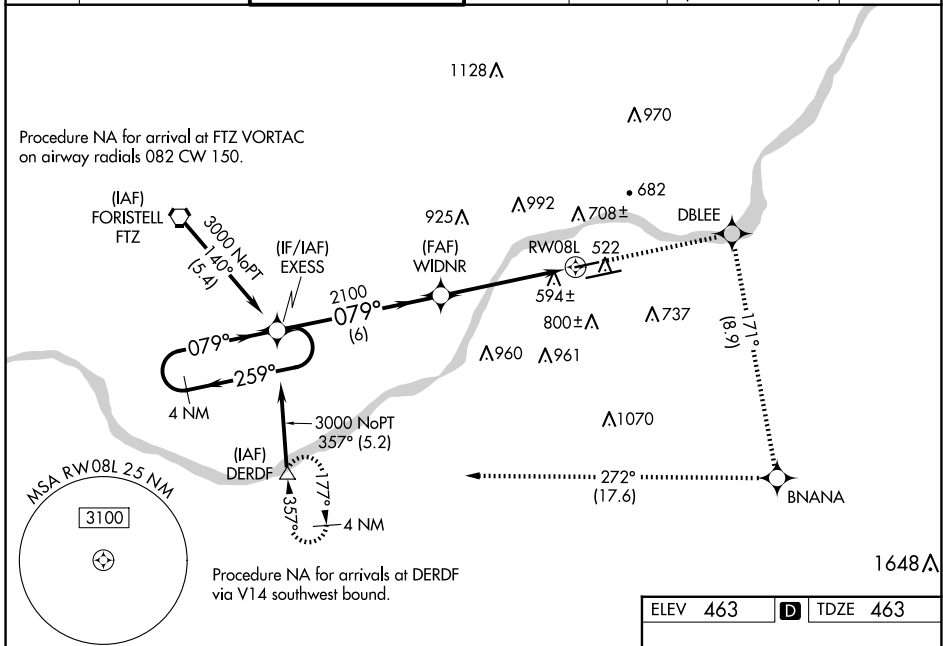 1128
970
Procedure NA for arrival at FTZ VORTAC
on airway radials 082 CW 150.
682
(IAF)
FORISTELL
FTZ
992
925
708±
DBLEE
3000 NoPT
140°
(5.4)
(IF/IAF)
EXESS
(FAF)
WIDNR
RW08L
522
2100
079°
(6)
594±
800±
737
079°
259°
960
961
171°
(8.9)
4 NM
3000 NoPT
357° (5.2)
1070
(IAF)
DERDF
177°
357°
4 NM
272°
(17.6)
BNANA
MSA RW08L 25 NM
3100
Procedure NA for arrivals at DERDF
via V14 southwest bound.
1648
ELEV 463 D TDZE 463